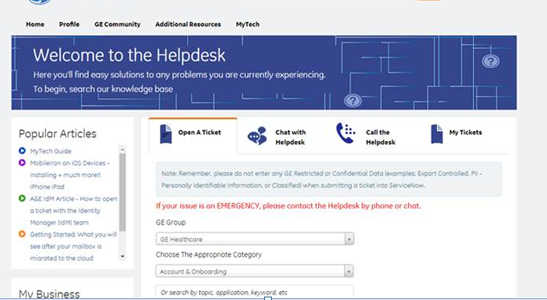 Home Profile GE Community Additional Resources MyTech
Welcome to the Helpdesk
Here you'll find easy solutions to any problems you are currently experiencing.
To begin, search our knowledge base
Popular Articles
MyTech Guide
MobileIron on iOS Devices -
Installing + much more!!
iPhone iPad
A&E IdM Article - How to open
a ticket with the Identity
Manager (IdM) team
Getting Started: What you will
see after your mailbox is
migrated to the cloud
My Business
Open A Ticket
Chat with
Helpdesk
Call the
Helpdesk
My Tickets
Note: Remember, please do not enter any GE Restricted or Confidential Data (examples: Export Controlled, PII -
Personally Identifiable Information, or Classified) when submitting a ticket into ServiceNow.
If your issue is an EMERGENCY, please contact the Helpdesk by phone or chat.
GE Group
GE Healthcare
Choose The Appropriate Category
Account & Onboarding
Or search by topic, application, keyword, etc